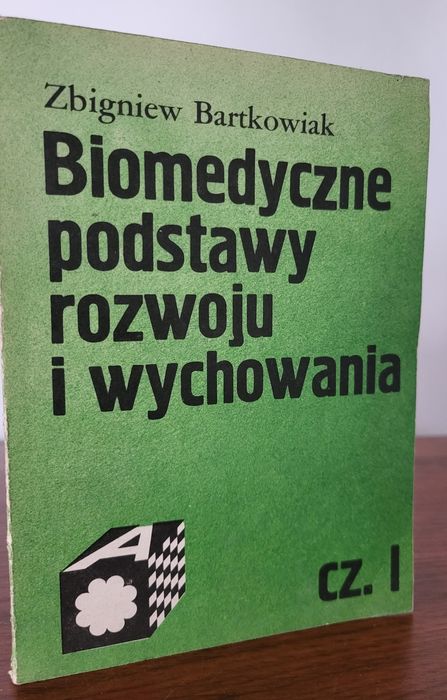 Zbigniew Bartkowiak
Biomedyczne
podstawy
rozwoju
i wychowania
A
cz. I